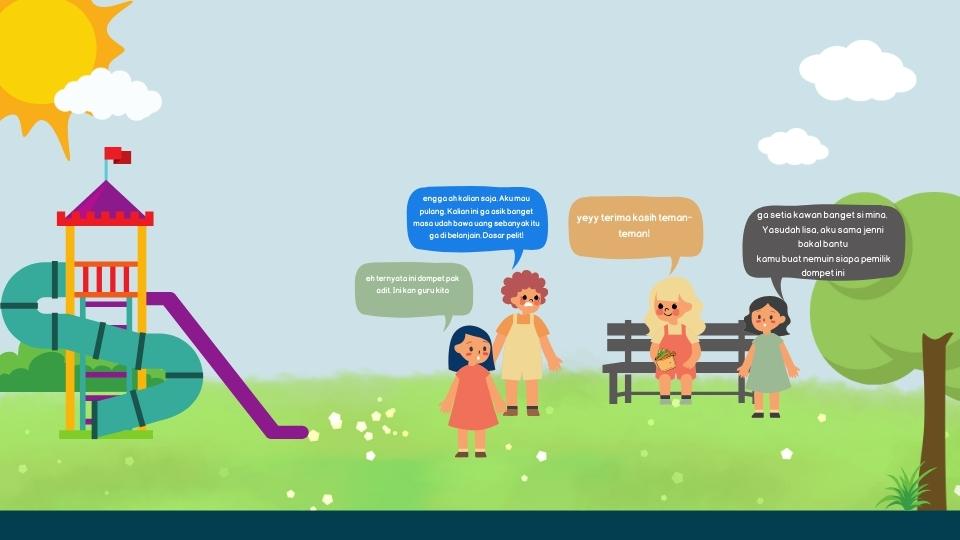 engga ah kalian saja. Aku mau
pulang. Kalian ini ga asik banget
masa udah bawa uang sebanyak itu
ga di belanjain. Dasar pelit!
yeyy terima kasih teman-
teman!
ga setia kawan banget si mina.
Yasudah lisa, aku sama jenni
bakal bantu
kamu buat nemuin siapa pemilik
dompet ini
eh ternyata ini dompet pak
adit. Ini kan guru kita